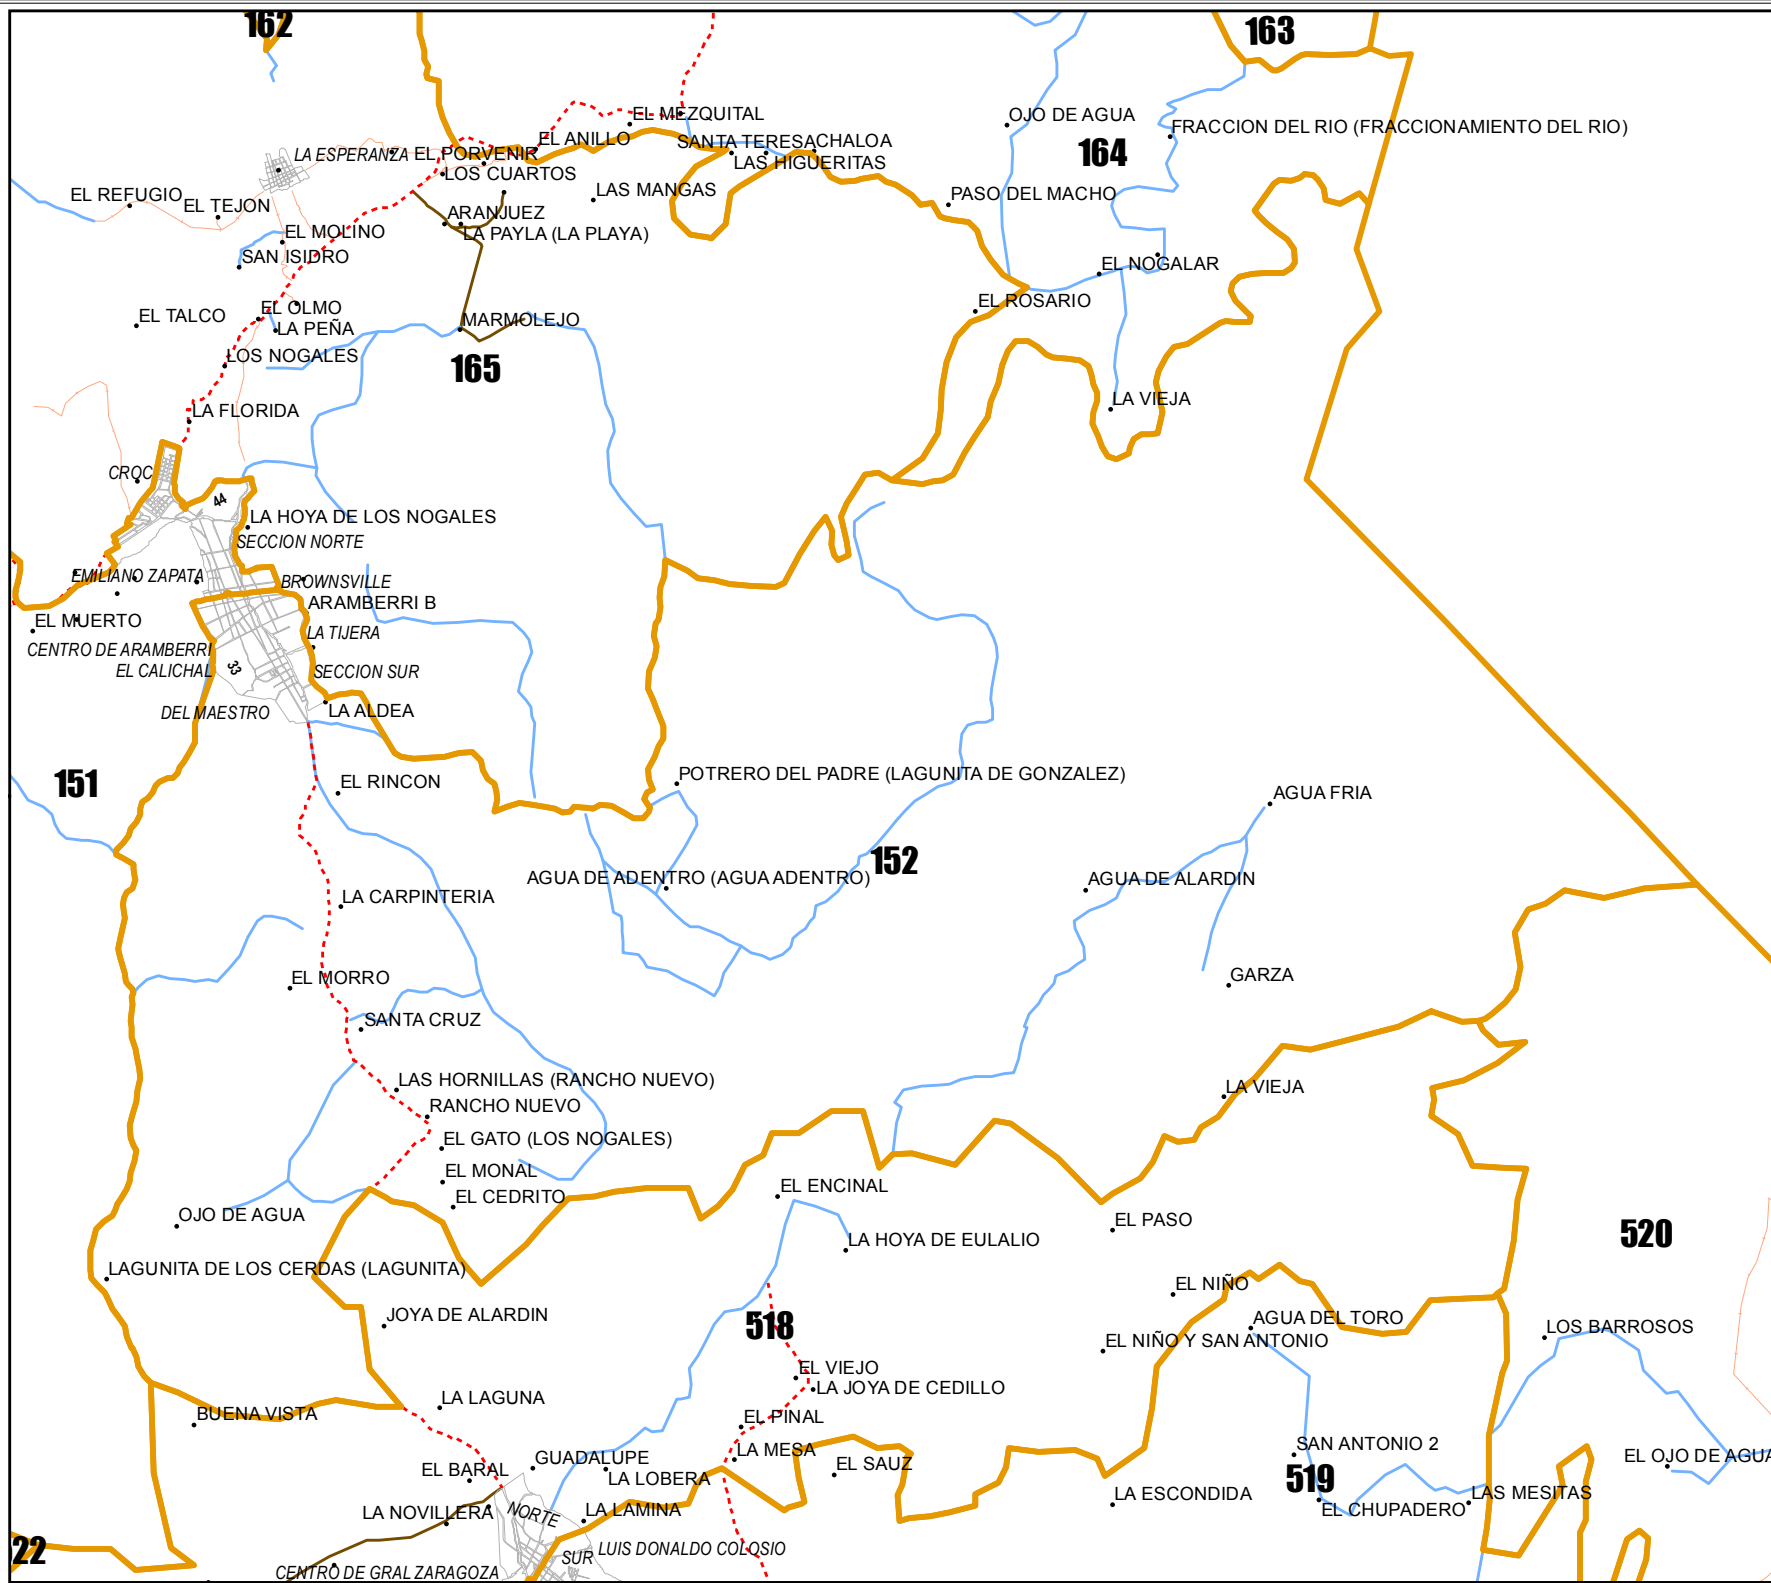 162
163
EL MEZQUITAL
OJO DE AGUA
FRACCION DEL RIO (FRACCIONAMIENTO DEL RIO)
EL ANILLO
SANTA TERESA
CHALOA
164
LA ESPERANZA
EL PORVENIR
LAS HIGUERITAS
LOS CUARTOS
LAS MANGAS
EL REFUGIO
EL TEJON
PASO DEL MACHO
ARANJUEZ
LA PAYLA (LA PLAYA)
EL MOLINO
SAN ISIDRO
EL NOGALAR
EL ROSARIO
EL OLMO
EL TALCO
LA PEÑA
MARMOLEJO
LOS NOGALES
165
LA FLORIDA
LA VIEJA
CROC
44
LA HOYA DE LOS NOGALES
SECCION NORTE
EMILIANO ZAPATA
BROWNSVILLE
ARAMBERRI B
EL MUERTO
LA TIJERA
CENTRO DE ARAMBERRI
EL CALICHAL
33
SECCION SUR
DEL MAESTRO
LA ALDEA
151
EL RINCON
POTRERO DEL PADRE (LAGUNITA DE GONZALEZ)
AGUA FRIA
152
AGUA DE ADENTRO (AGUA ADENTRO)
AGUA DE ALARDIN
LA CARPINTERIA
EL MORRO
GARZA
SANTA CRUZ
LAS HORNILLAS (RANCHO NUEVO)
LA VIEJA
RANCHO NUEVO
EL GATO (LOS NOGALES)
EL MONAL
EL CEDRITO
EL ENCINAL
OJO DE AGUA
EL PASO
LA HOYA DE EULALIO
520
LAGUNITA DE LOS CERDAS (LAGUNITA)
EL NIÑO
JOYA DE ALARDIN
518
AGUA DEL TORO
LOS BARROSOS
EL NIÑO Y SAN ANTONIO
EL VIEJO
LA JOYA DE CEDILLO
LA LAGUNA
BUENA VISTA
EL PINAL
LA MESA
SAN ANTONIO 2
GUADALUPE
EL SAUZ
EL OJO DE AGUA
EL BARAL
LA LOBERA
519
LA ESCONDIDA
LAS MESITAS
LA NOVILLERA
NORTE
LA LAMINA
EL CHUPADERO
22
SUR
LUIS DONALDO COLOSIO
CENTRO DE GRAL ZARAGOZA